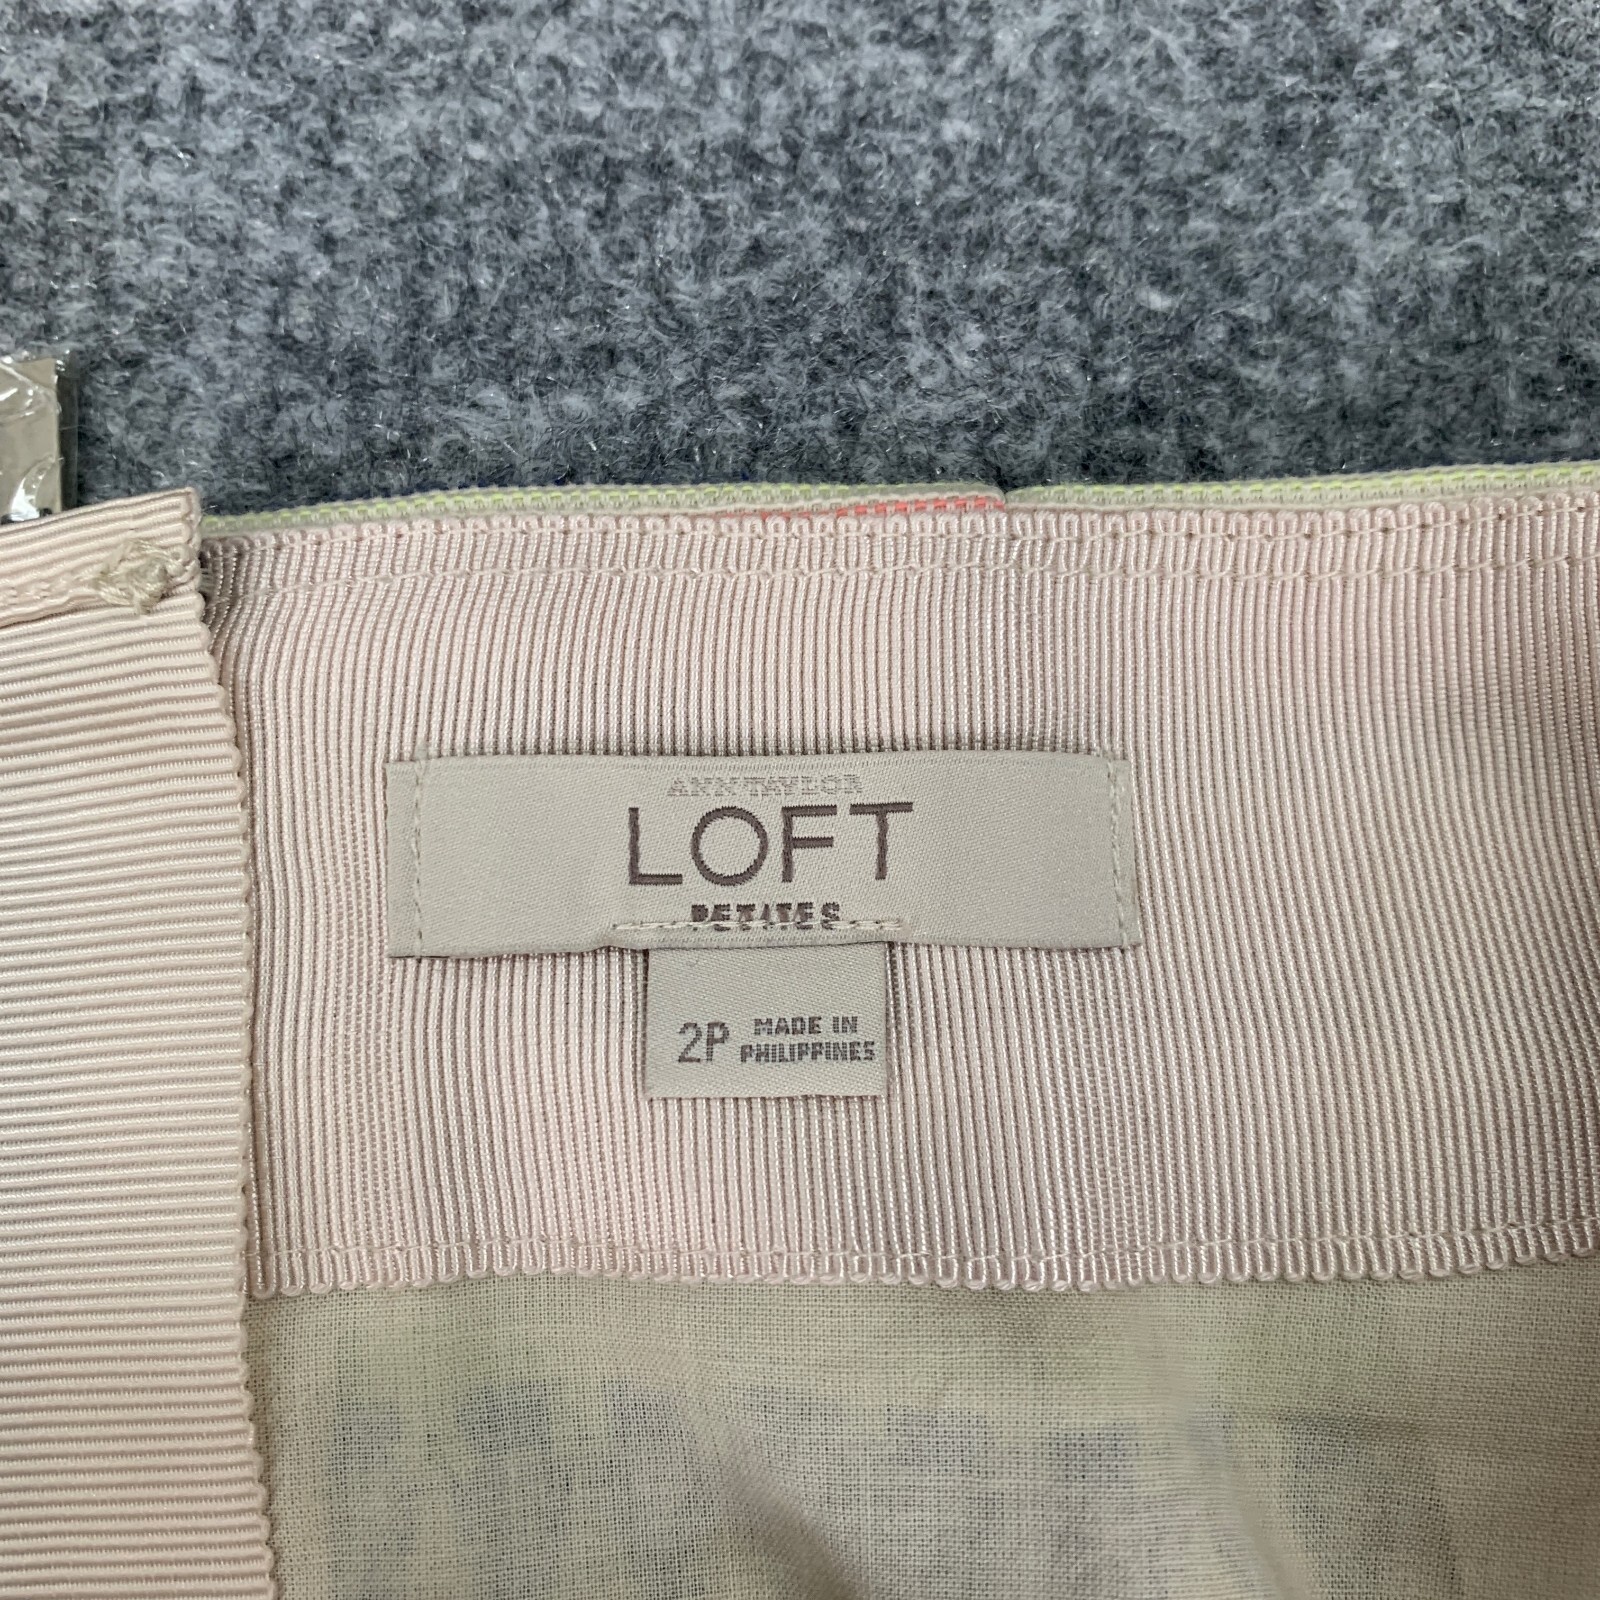 ANN TAYLOR
LOFT
PETITES
2P MADE IN
PHILIPPINES